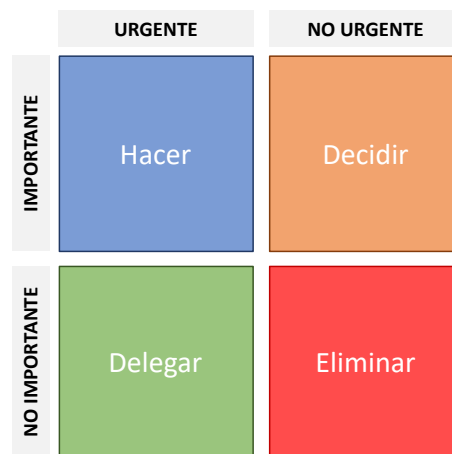 URGENTE
NO URGENTE
IMPORTANTE
Hacer
Decidir
NO IMPORTANTE
Delegar
Eliminar